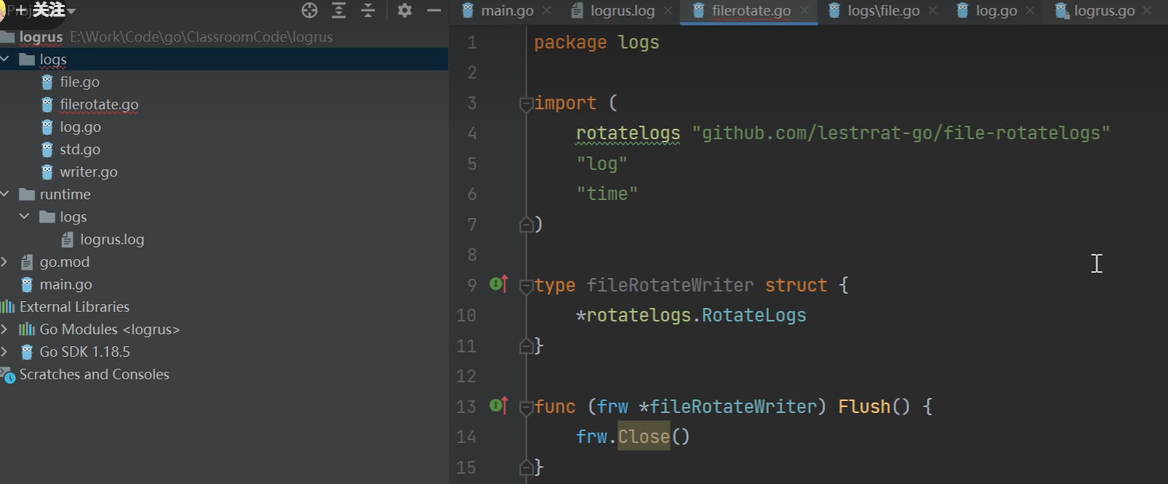 + 关注
main.go
logrus.log
filerotate.go
logs\file.go
log.go
logrus.go
logrus E:\Work\Code\go\ClassroomCode\logrus
logs
file.go
filerotate.go
log.go
std.go
writer.go
runtime
logs
logrus.log
go.mod
main.go
External Libraries
Go Modules <logrus>
Go SDK 1.18.5
Scratches and Consoles
1 package logs
2
3 import (
4 rotatelogs "github.com/lestrrat-go/file-rotatelogs"
5 "log"
6 "time"
7 )
8
9 type fileRotateWriter struct {
10 *rotatelogs.RotateLogs
11 }
12
13 func (frw *fileRotateWriter) Flush() {
14 frw.Close()
15 }